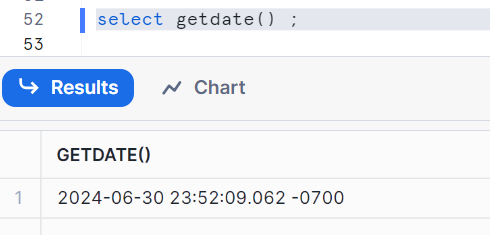 52 select getdate() ;
53
Results Chart
GETDATE()
1 2024-06-30 23:52:09.062 -0700